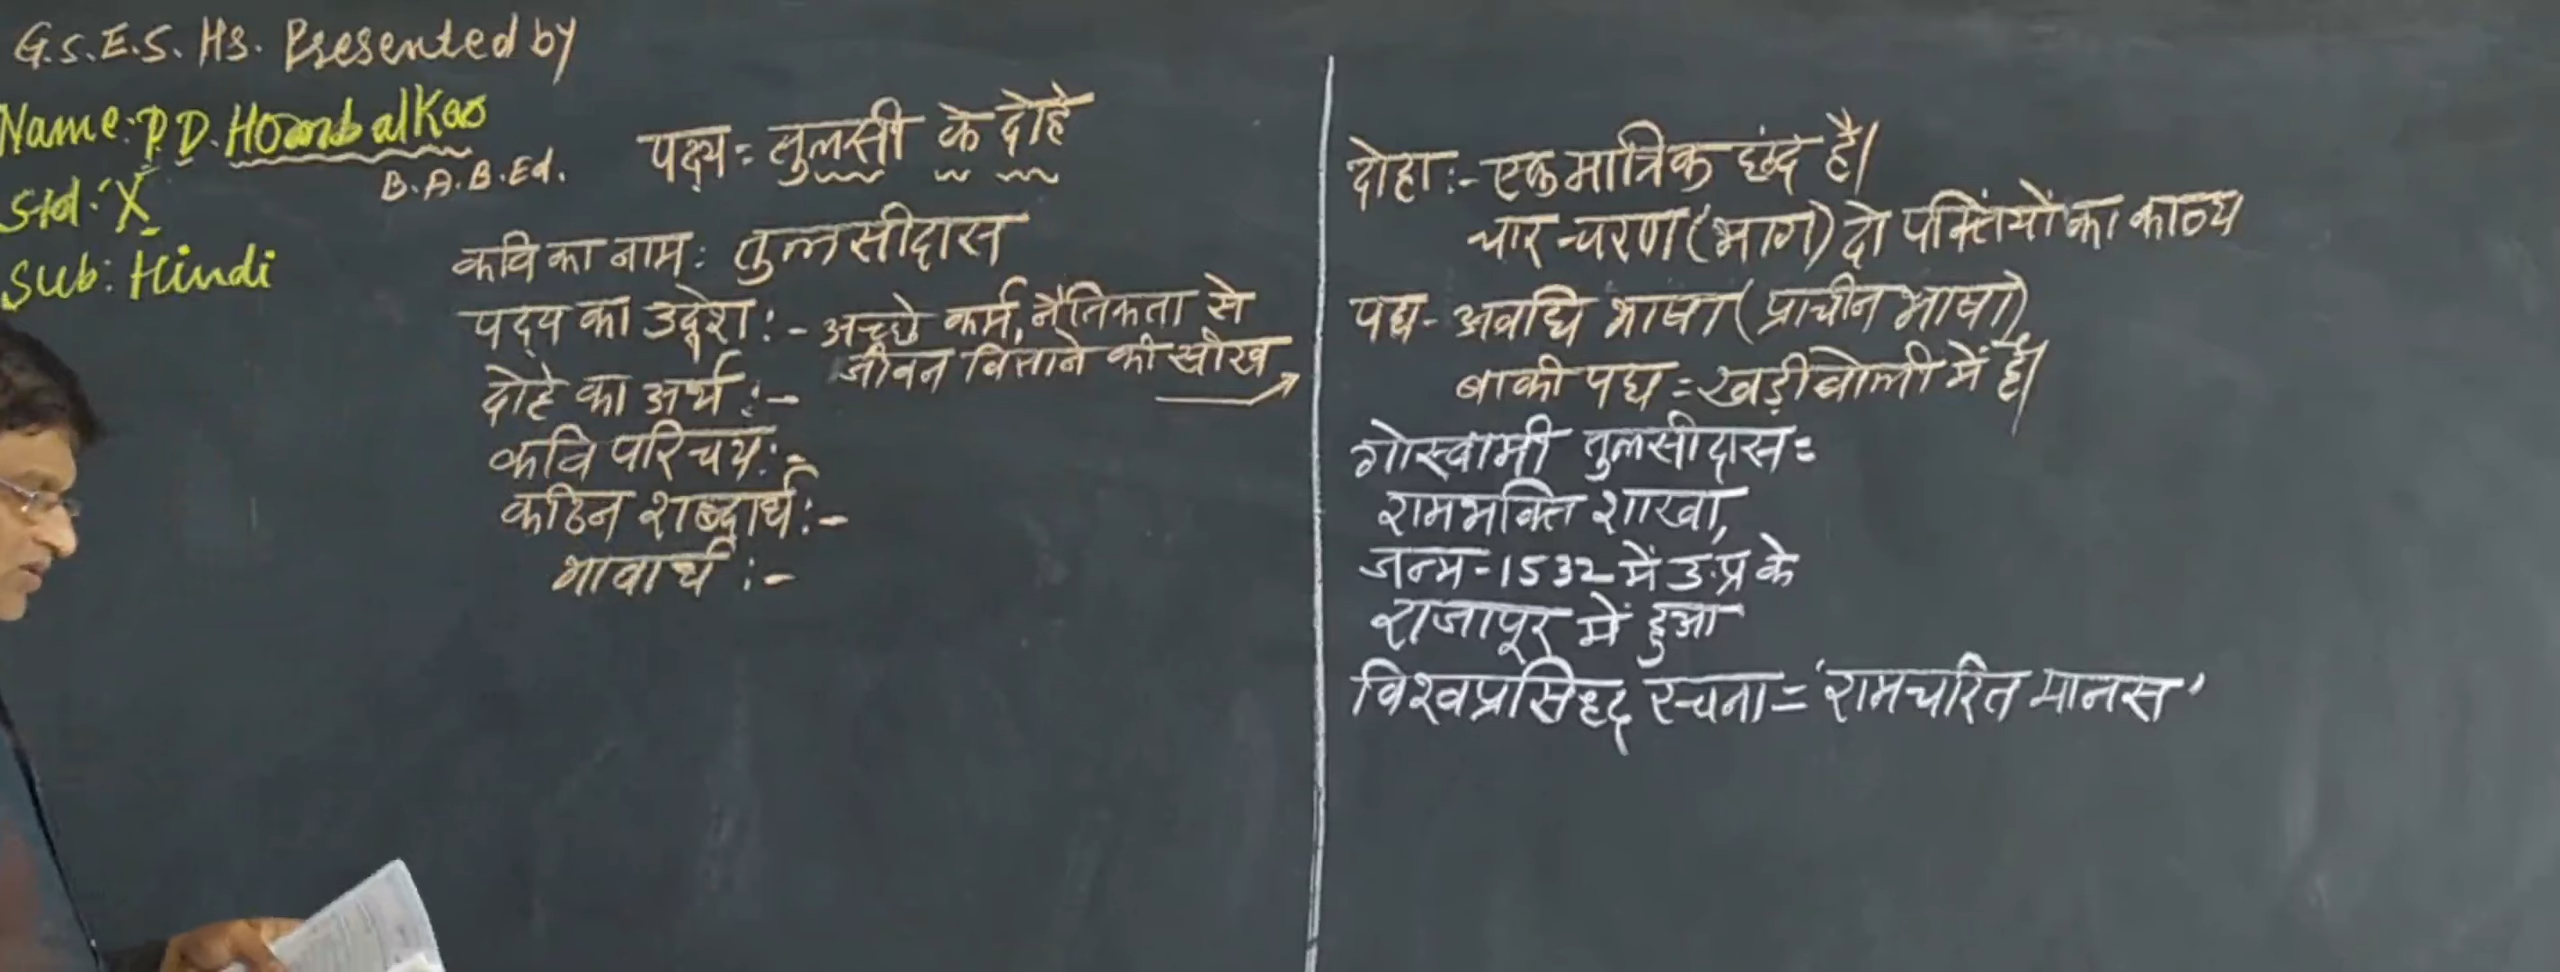 G.S.E.S. Hs. Presented by
Name: P.D. Hombalkar
B.A.B.Ed.
Std: X
Sub: Hindi
पद्य = तुलसी के दोहे
कवि का नाम: तुलसीदास
पद्य का उद्देश :- अच्छे कर्म, नैतिकता से
जीवन बिताने की सीख
दोहे का अर्थ :-
कवि परिचय :-
कठिन शब्दार्थ :-
भावार्थ :-
दोहा :- एक मात्रिक छंद है।
चार चरण (भाग) दो पंक्तियों का काव्य
पद्य - अवधि भाषा (प्राचीन भाषा)
बाकी पद्य = खड़ीबोली में है।
गोस्वामी तुलसीदास =
रामभक्ति शाखा,
जन्म - 1532 में उ.प्र के
राजापूर में हुआ
विश्वप्रसिद्ध रचना = 'रामचरित मानस'